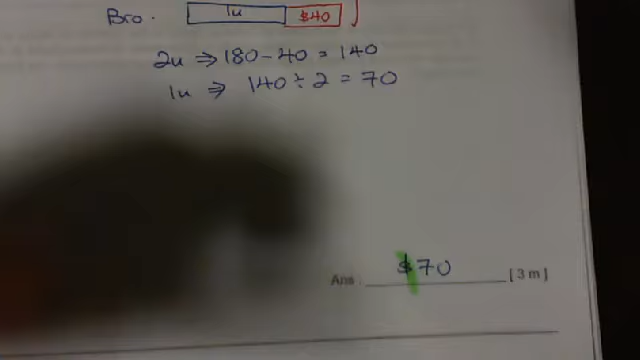 Bro.
1u $40
2u ⇒ 180 - 40 = 140
1u ⇒ 140 ÷ 2 = 70
Ans : $70 [ 3 m ]